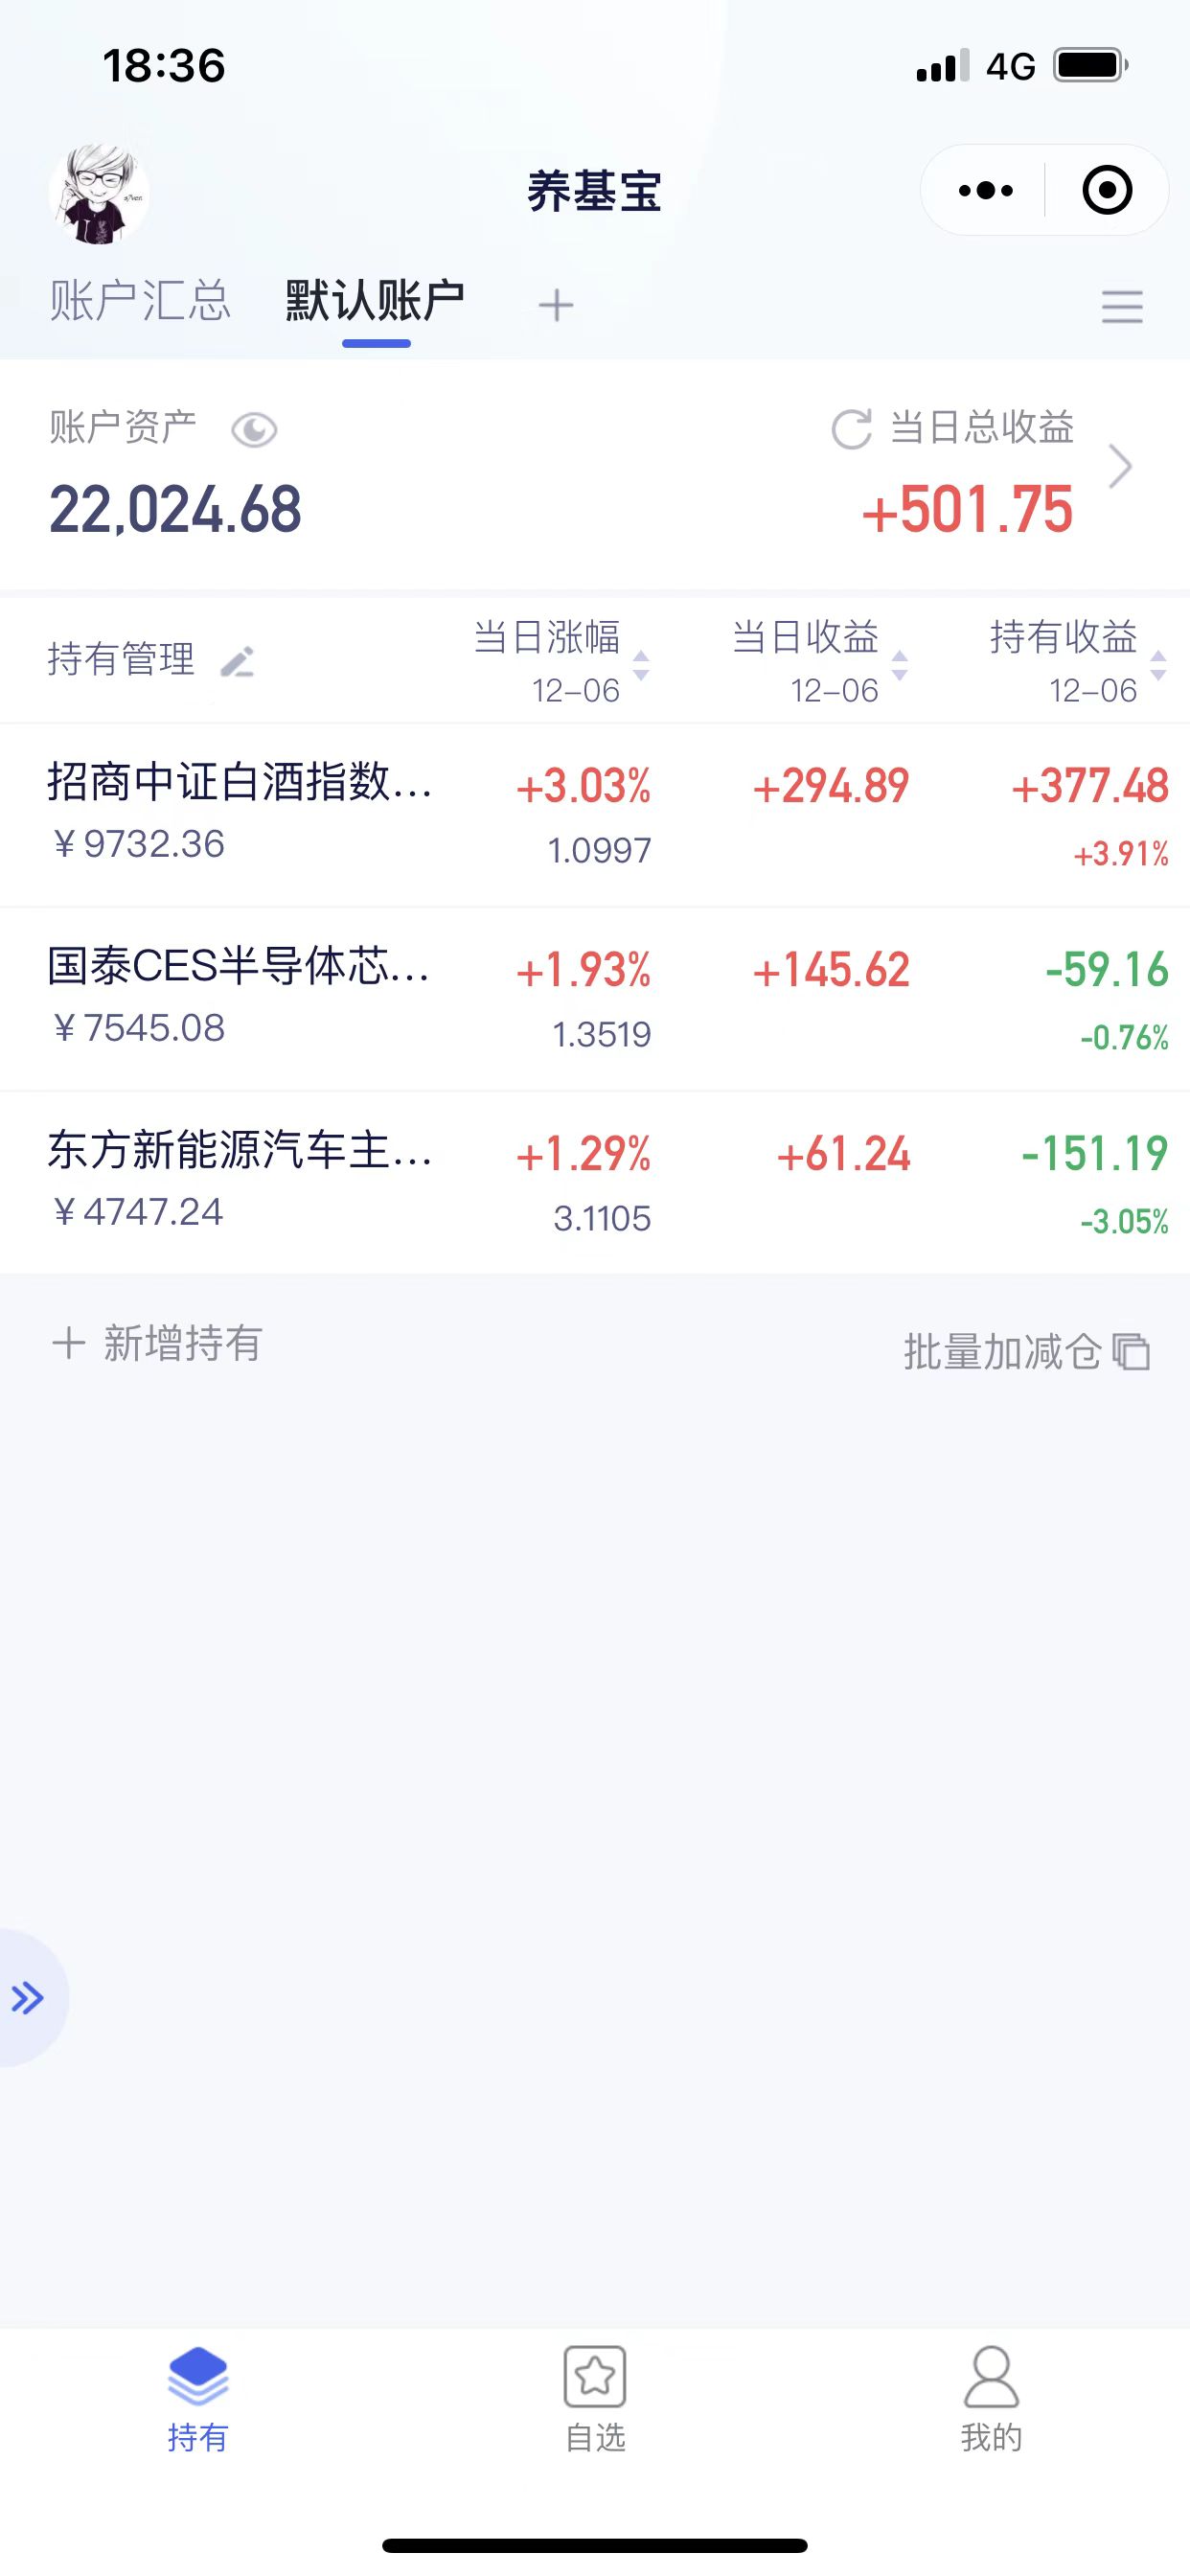 18:36 4G
养基宝
账户汇总 默认账户 +
账户资产 当日总收益
22,024.68 +501.75
持有管理 当日涨幅 当日收益 持有收益
12-06 12-06 12-06
招商中证白酒指数... +3.03% +294.89 +377.48
¥9732.36 1.0997 +3.91%
国泰CES半导体芯... +1.93% +145.62 -59.16
¥7545.08 1.3519 -0.76%
东方新能源汽车主... +1.29% +61.24 -151.19
¥4747.24 3.1105 -3.05%
+ 新增持有 批量加减仓
持有 自选 我的